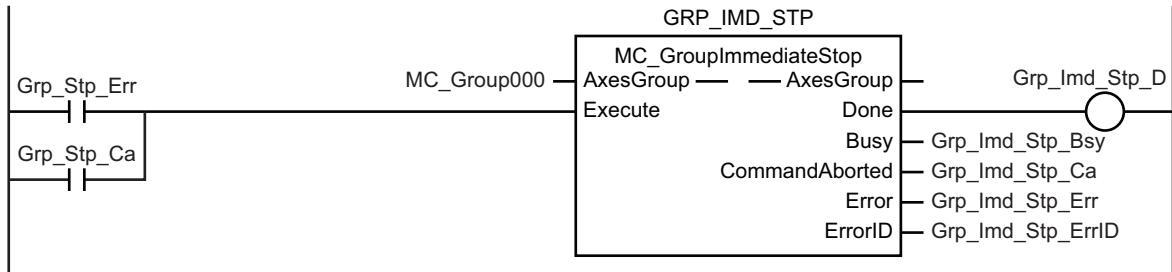 GRP_IMD_STP
MC_GroupImmediateStop
MC_Group000 AxesGroup AxesGroup
Grp_Stp_Err Grp_Imd_Stp_D
Execute Done
Busy Grp_Imd_Stp_Bsy
Grp_Stp_Ca
CommandAborted Grp_Imd_Stp_Ca
Error Grp_Imd_Stp_Err
ErrorID Grp_Imd_Stp_ErrID